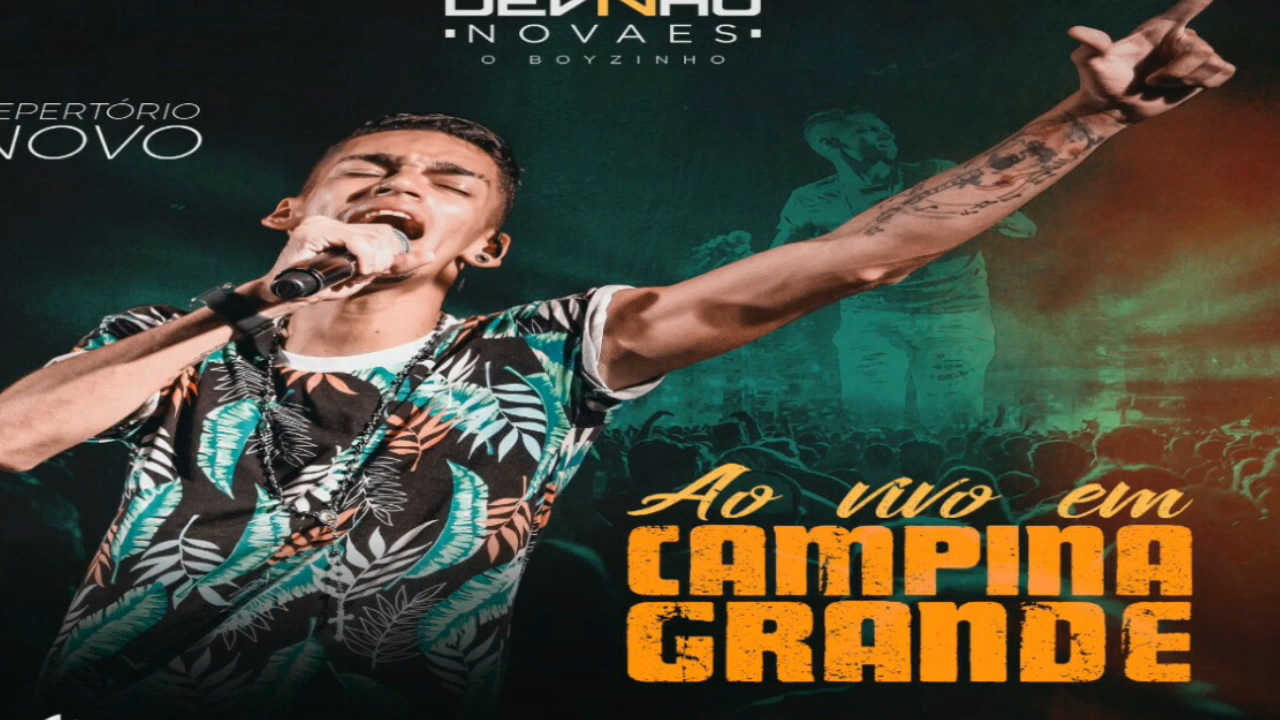 NOVAES
O BOYZINHO
NOVO
Ao vivo em
CAMPINA
GRANDE